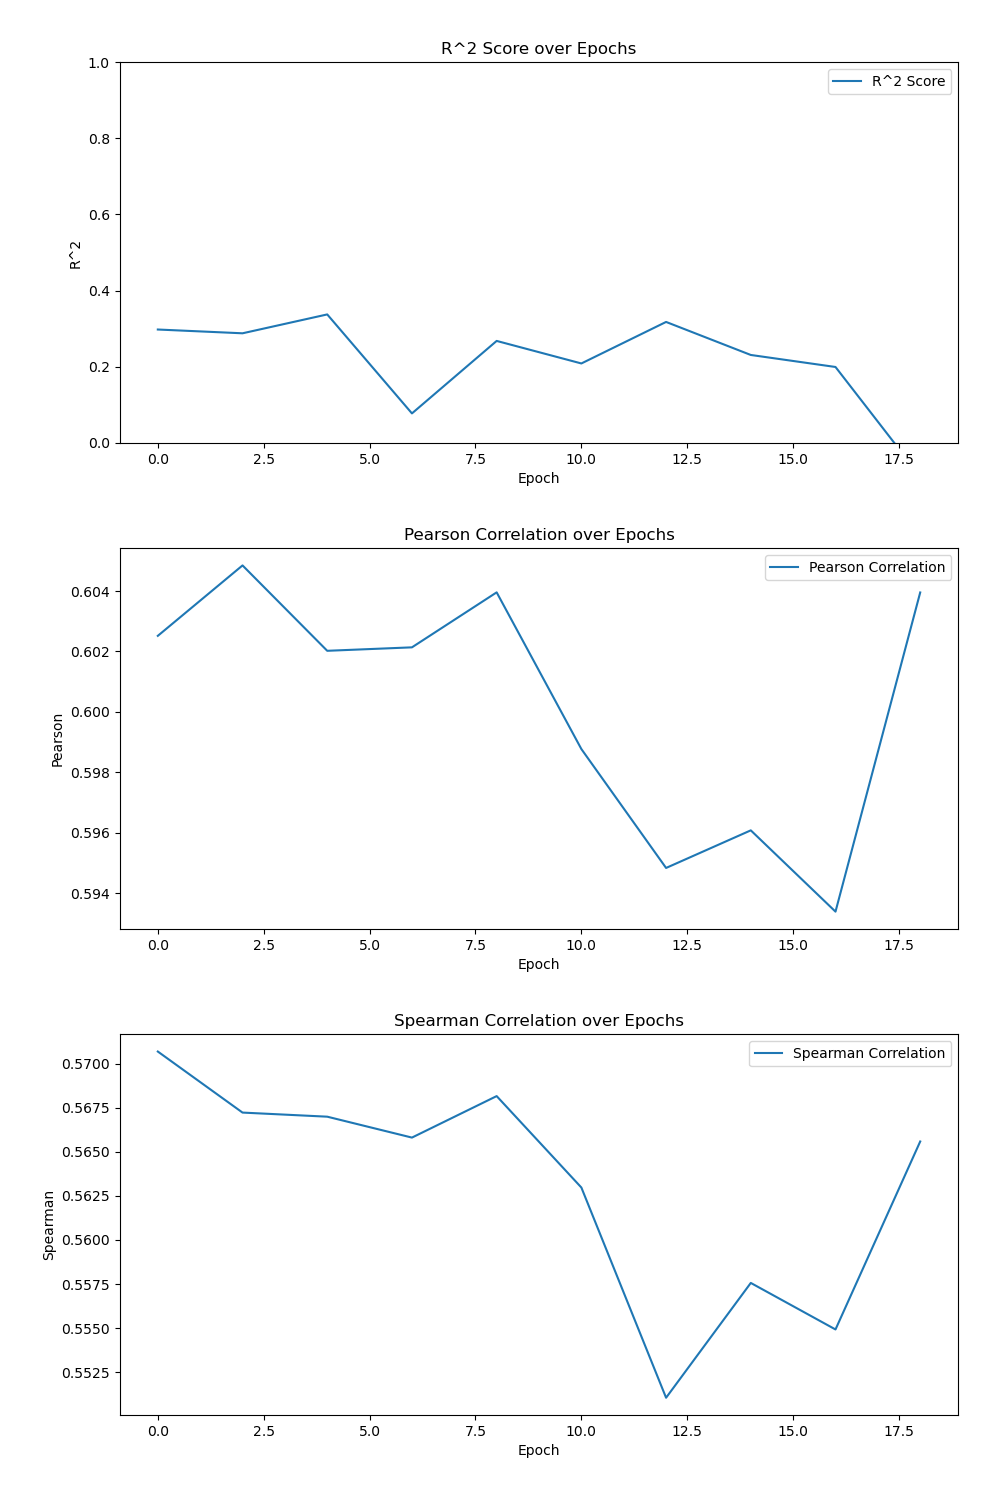 R^2 Score over Epochs
R^2 Score
1.0
0.8
0.6
0.4
0.2
0.0
R^2
0.0 2.5 5.0 7.5 10.0 12.5 15.0 17.5
Epoch
Pearson Correlation over Epochs
Pearson Correlation
0.604
0.602
0.600
0.598
0.596
0.594
Pearson
0.0 2.5 5.0 7.5 10.0 12.5 15.0 17.5
Epoch
Spearman Correlation over Epochs
Spearman Correlation
0.5700
0.5675
0.5650
0.5625
0.5600
0.5575
0.5550
0.5525
Spearman
0.0 2.5 5.0 7.5 10.0 12.5 15.0 17.5
Epoch